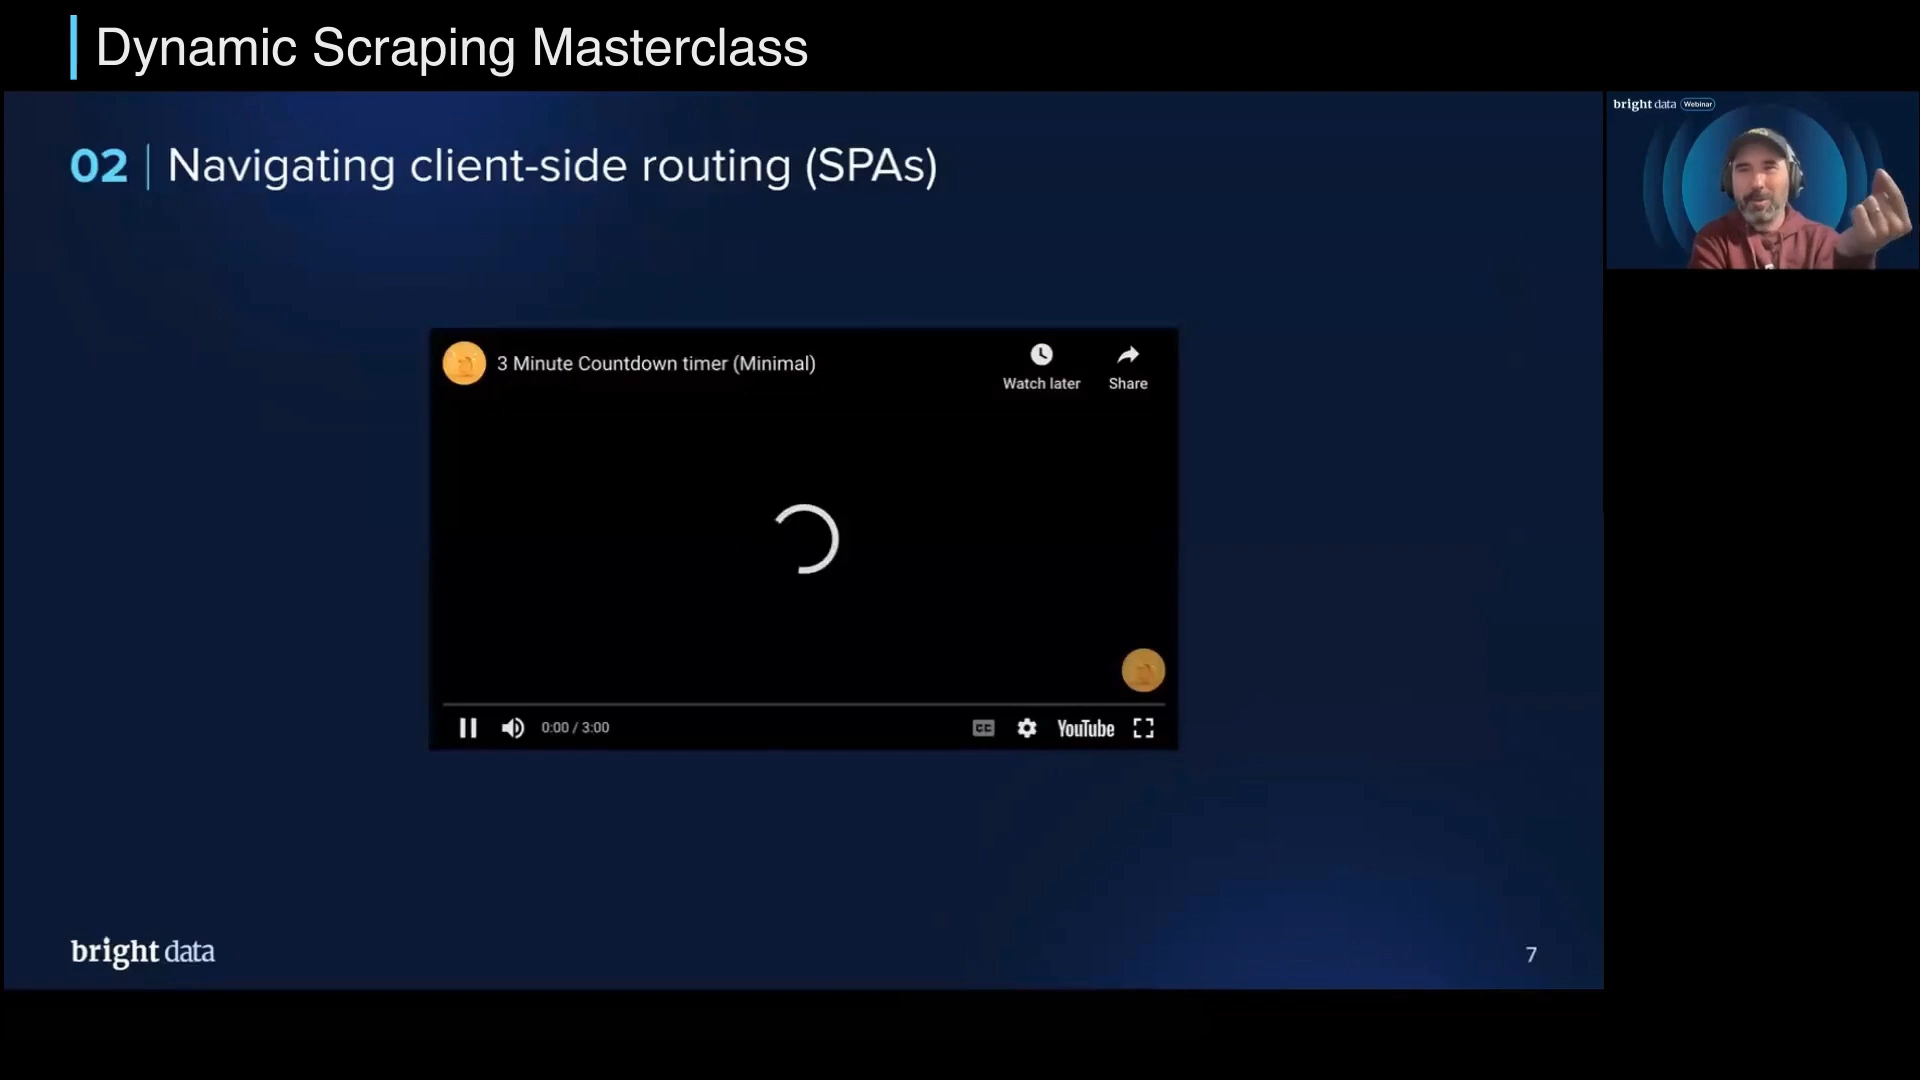 Dynamic Scraping Masterclass
02 | Navigating client-side routing (SPAs)
bright data Webinar
3 Minute Countdown timer (Minimal)
Watch later
Share
0:00 / 3:00
CC
YouTube
bright data
7